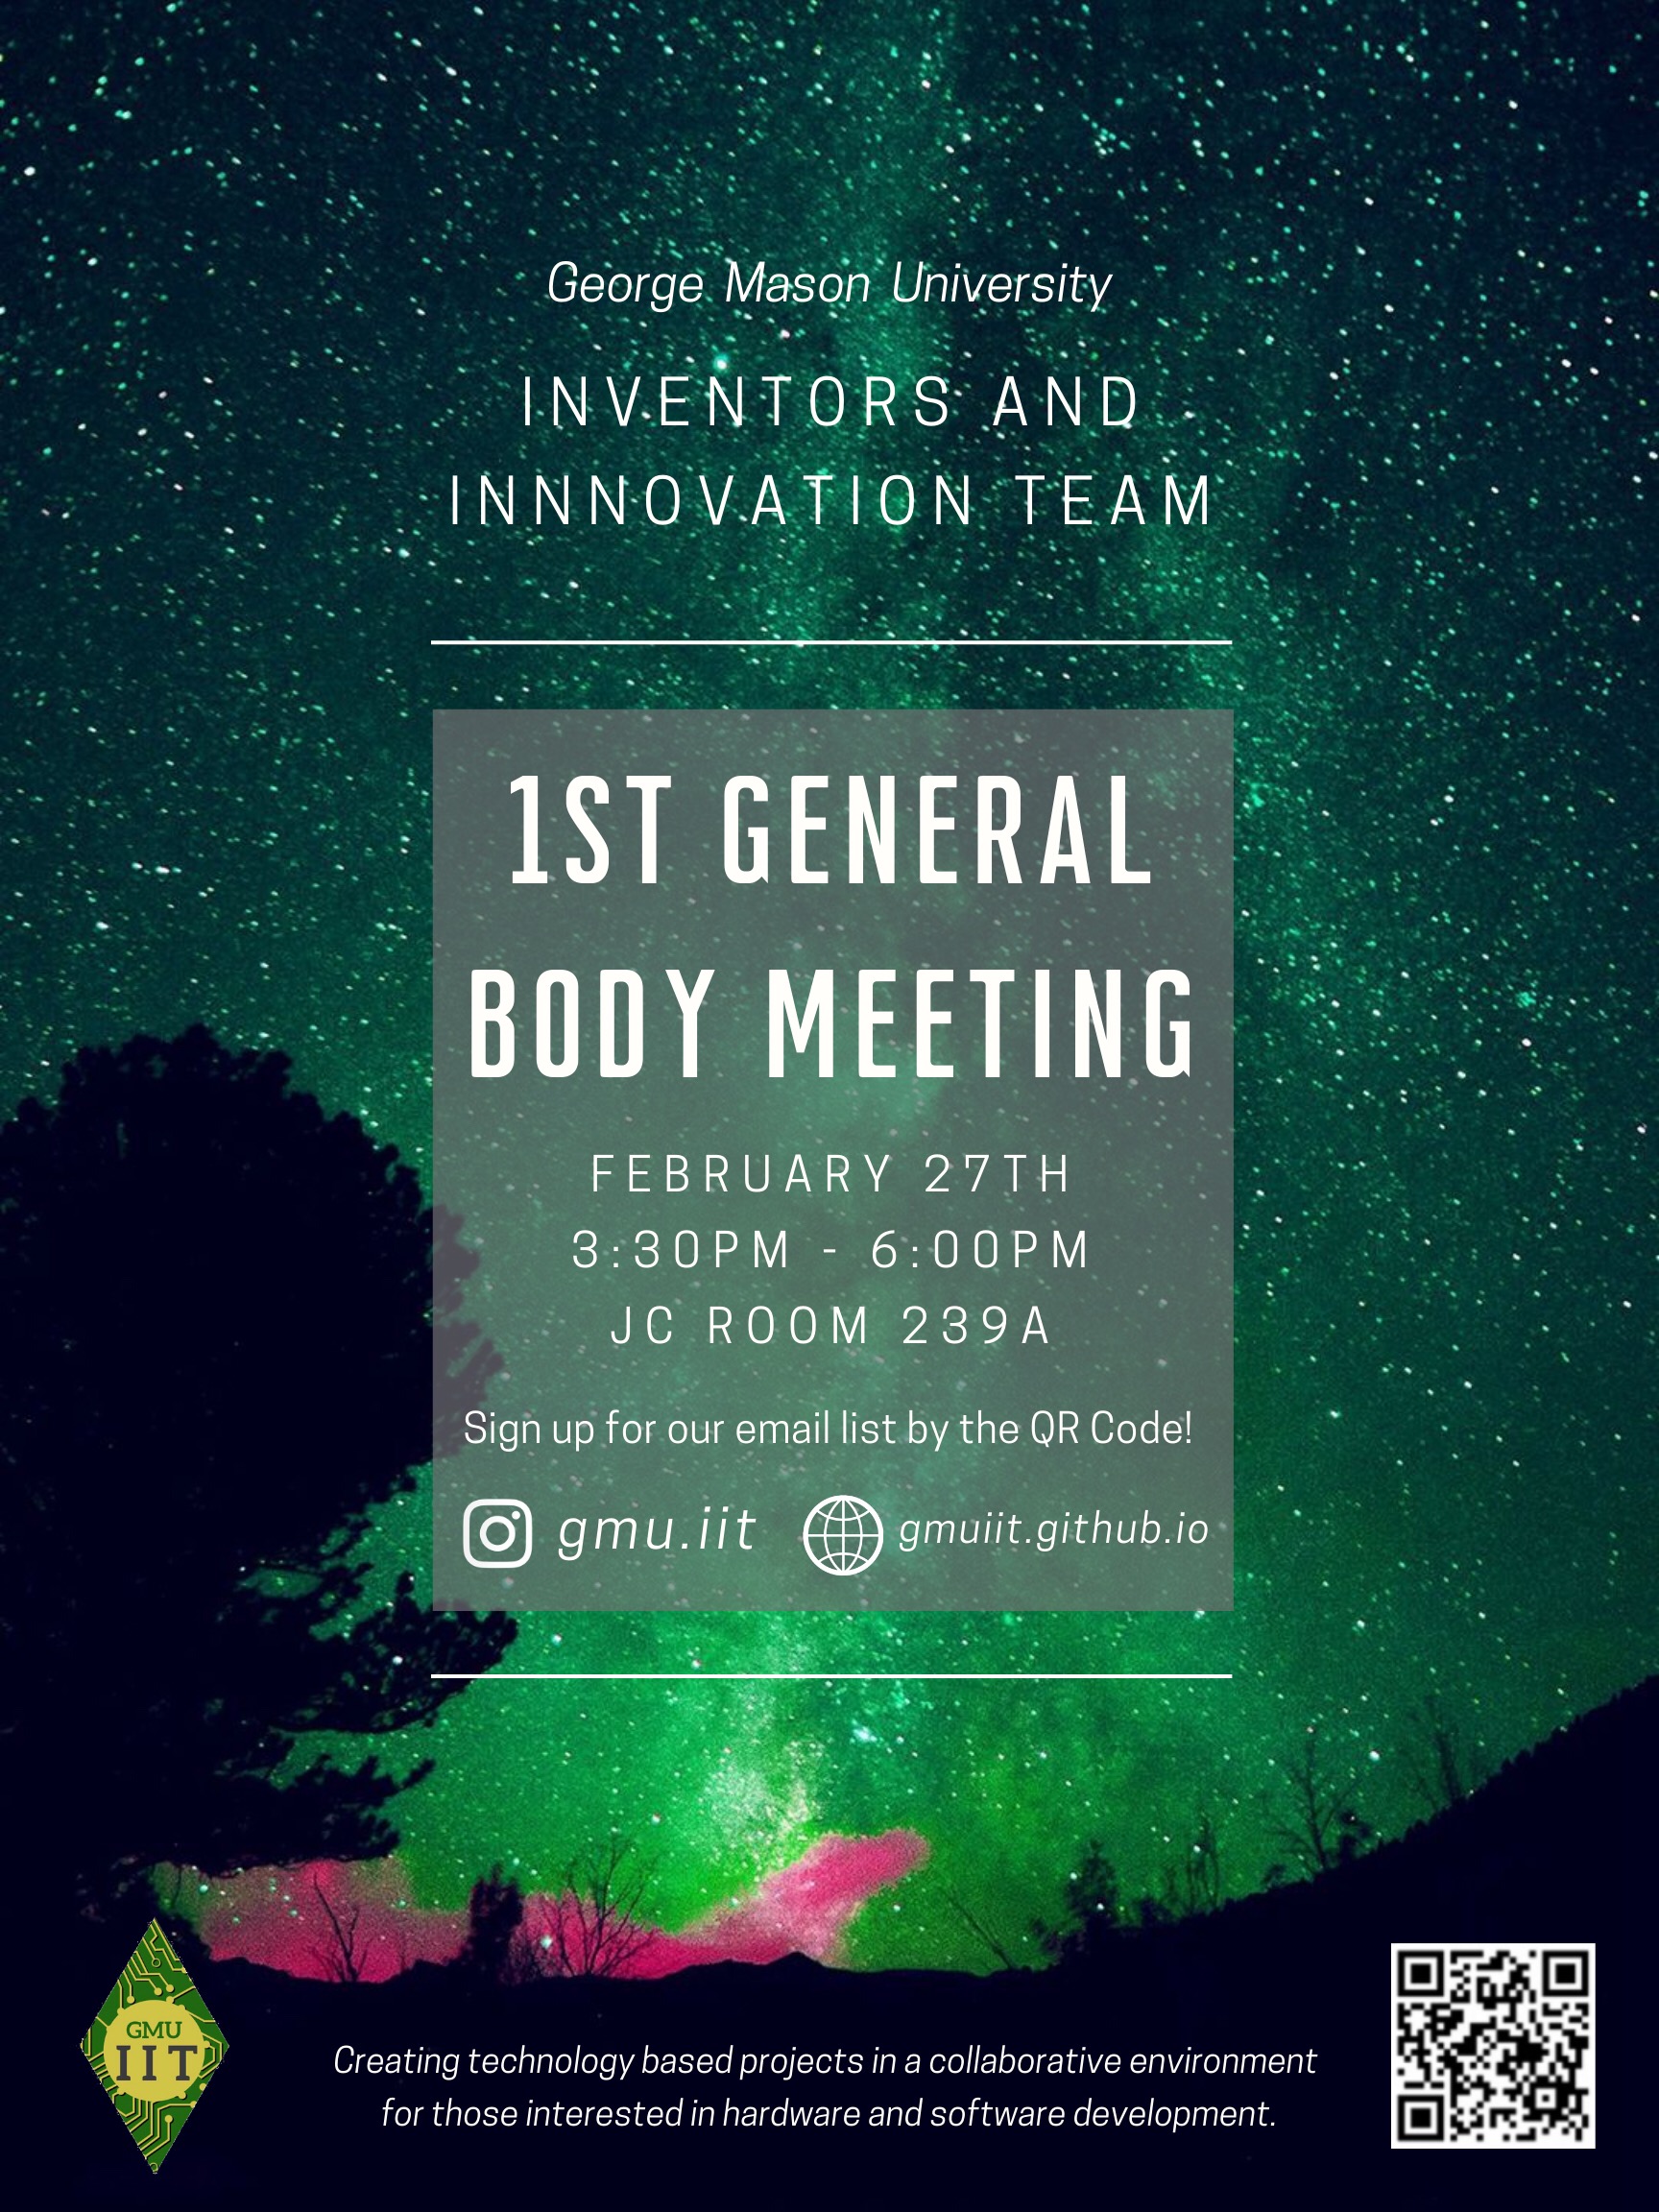 George Mason University
INVENTORS AND
INNNOVATION TEAM
1ST GENERAL
BODY MEETING
FEBRUARY 27TH
3:30PM - 6:00PM
JC ROOM 239A
Sign up for our email list by the QR Code!
gmu.iit
gmuiit.github.io
GMU
IIT
Creating technology based projects in a collaborative environment
for those interested in hardware and software development.